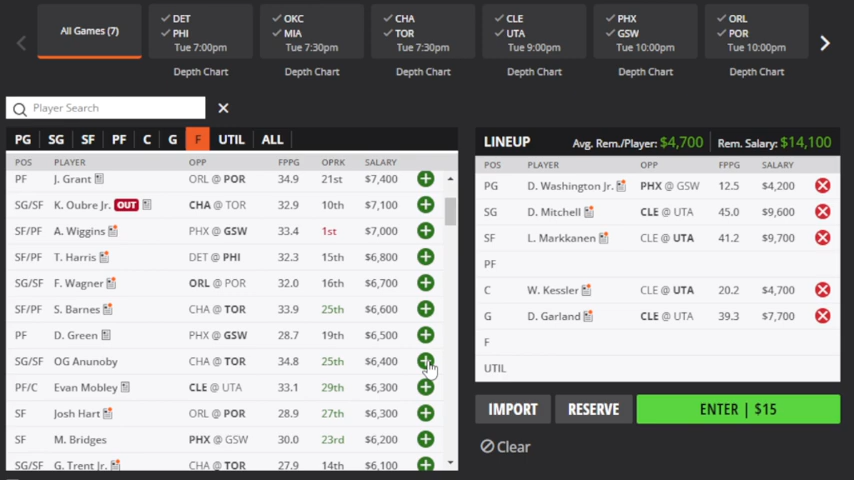 All Games (7)
DET
PHI
Tue 7:00pm
Depth Chart
OKC
MIA
Tue 7:30pm
Depth Chart
CHA
TOR
Tue 7:30pm
Depth Chart
CLE
UTA
Tue 9:00pm
Depth Chart
PHX
GSW
Tue 10:00pm
Depth Chart
ORL
POR
Tue 10:00pm
Depth Chart
Player Search
PG SG SF PF C G F UTIL ALL
POS PLAYER OPP FPPG OPRK SALARY
PF J. Grant ORL @ POR 34.9 21st $7,400
SG/SF K. Oubre Jr. OUT CHA @ TOR 32.9 10th $7,100
SF/PF A. Wiggins PHX @ GSW 33.4 1st $7,000
SF/PF T. Harris DET @ PHI 32.3 15th $6,800
SG/SF F. Wagner ORL @ POR 32.0 16th $6,700
SF/PF S. Barnes CHA @ TOR 33.9 25th $6,600
PF D. Green PHX @ GSW 28.7 19th $6,500
SG/SF OG Anunoby CHA @ TOR 34.8 25th $6,400
PF/C Evan Mobley CLE @ UTA 33.1 29th $6,300
SF Josh Hart ORL @ POR 28.9 27th $6,300
SF M. Bridges PHX @ GSW 30.0 23rd $6,200
SG/SF G. Trent Jr. CHA @ TOR 27.9 14th $6,100
LINEUP Avg. Rem./Player: $4,700 Rem. Salary: $14,100
POS PLAYER OPP FPPG SALARY
PG D. Washington Jr. PHX @ GSW 12.5 $4,200
SG D. Mitchell CLE @ UTA 45.0 $9,600
SF L. Markkanen CLE @ UTA 41.2 $9,700
PF
C W. Kessler CLE @ UTA 20.2 $4,700
G D. Garland CLE @ UTA 39.3 $7,700
F
UTIL
IMPORT RESERVE ENTER | $15
Clear